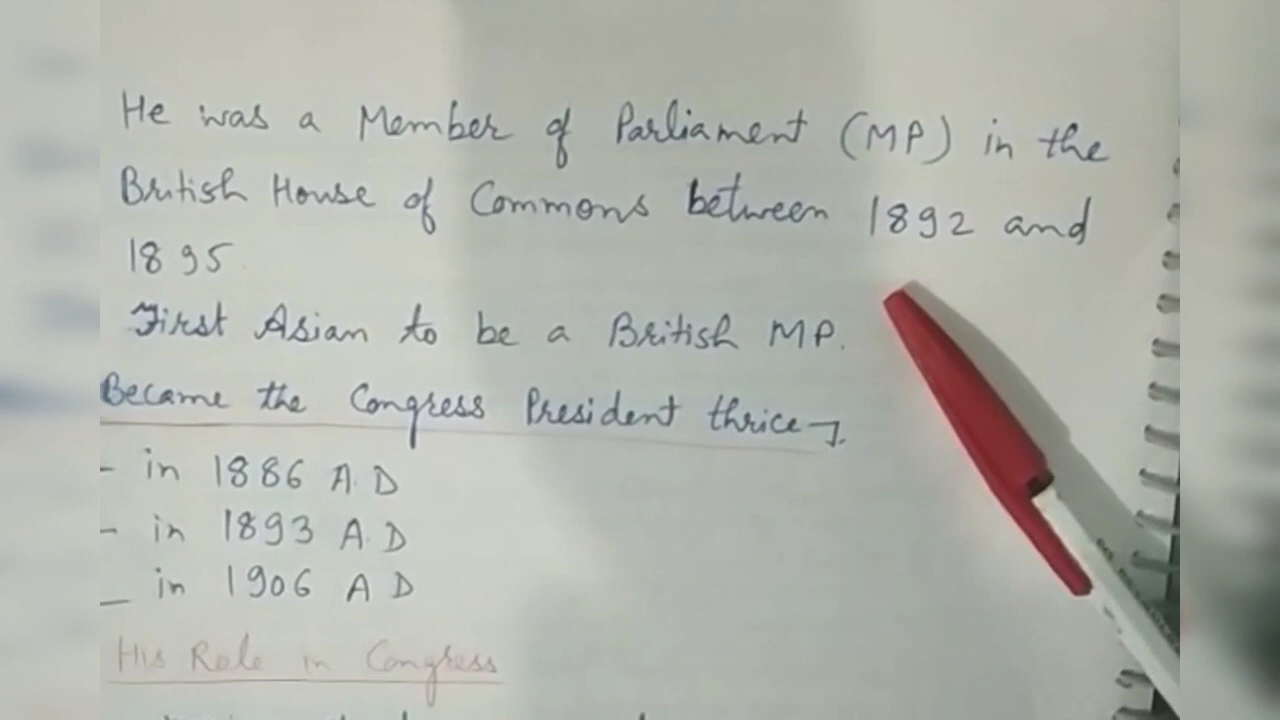 He was a Member of Parliament (MP) in the
British House of Commons between 1892 and
1895
First Asian to be a British MP.
Became the Congress President thrice -].
- in 1886 A.D
- in 1893 A.D
_ in 1906 A D
His Role in Congress